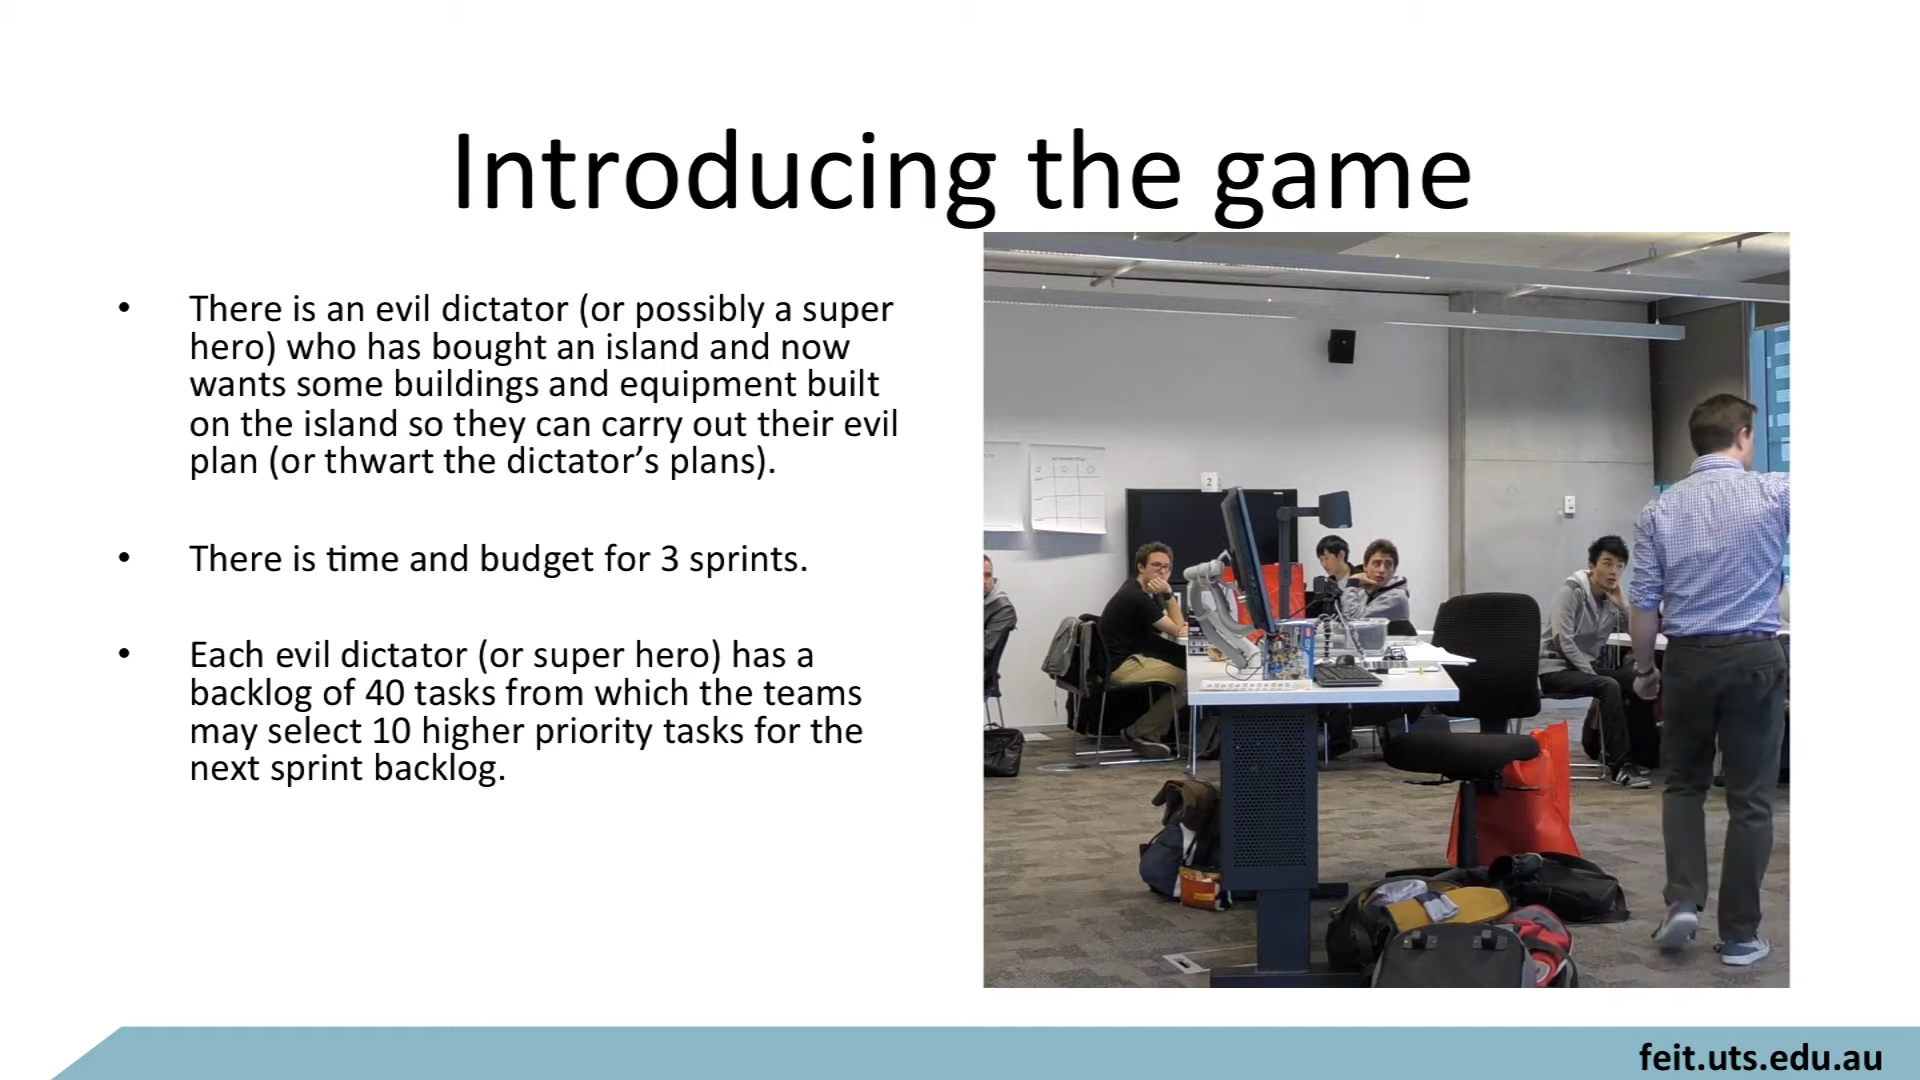 Introducing the game
• There is an evil dictator (or possibly a super
hero) who has bought an island and now
wants some buildings and equipment built
on the island so they can carry out their evil
plan (or thwart the dictator’s plans).
• There is time and budget for 3 sprints.
• Each evil dictator (or super hero) has a
backlog of 40 tasks from which the teams
may select 10 higher priority tasks for the
next sprint backlog.
2
feit.uts.edu.au